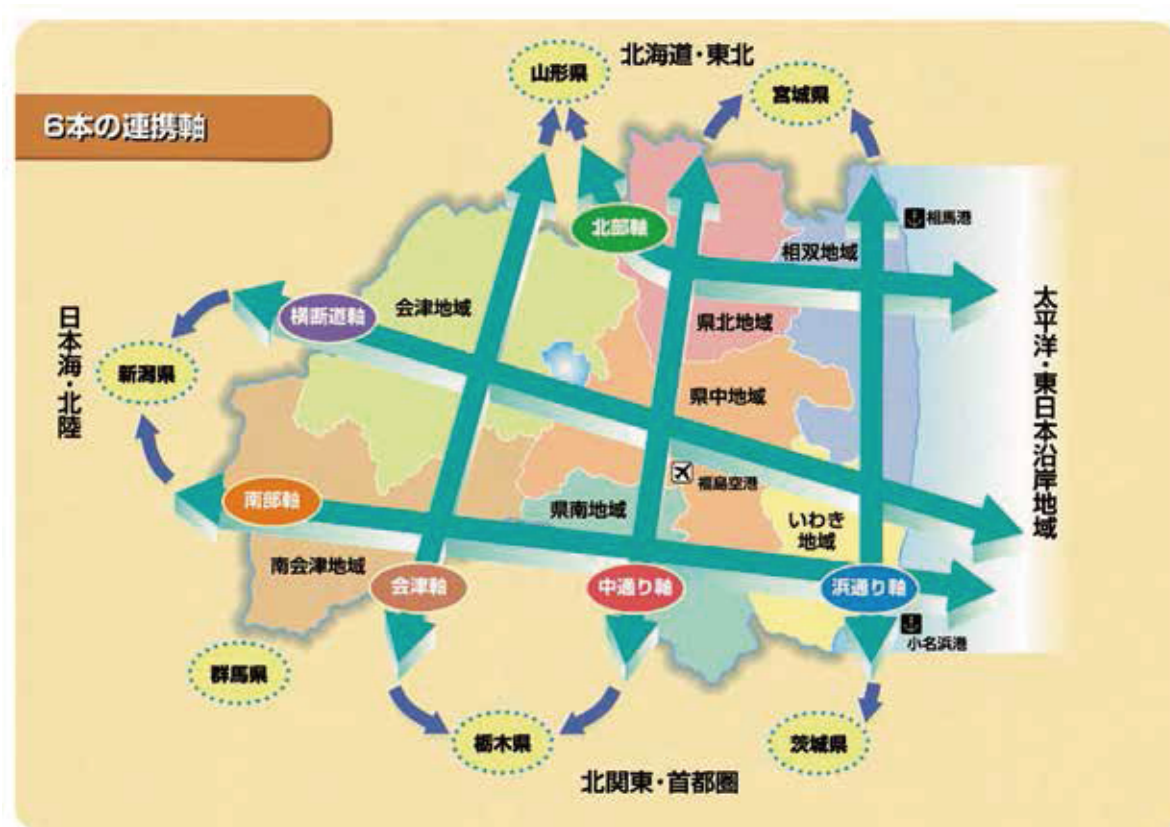 北海道・東北
山形県
宮城県
6本の連携軸
北部軸
相馬港
相双地域
横断道軸
会津地域
県北地域
日本海・北陸
太平洋・東日本沿岸地域
新潟県
県中地域
福島空港
南部軸
県南地域
いわき
地域
南会津地域
会津軸
中通り軸
浜通り軸
小名浜港
群馬県
栃木県
茨城県
北関東・首都圏